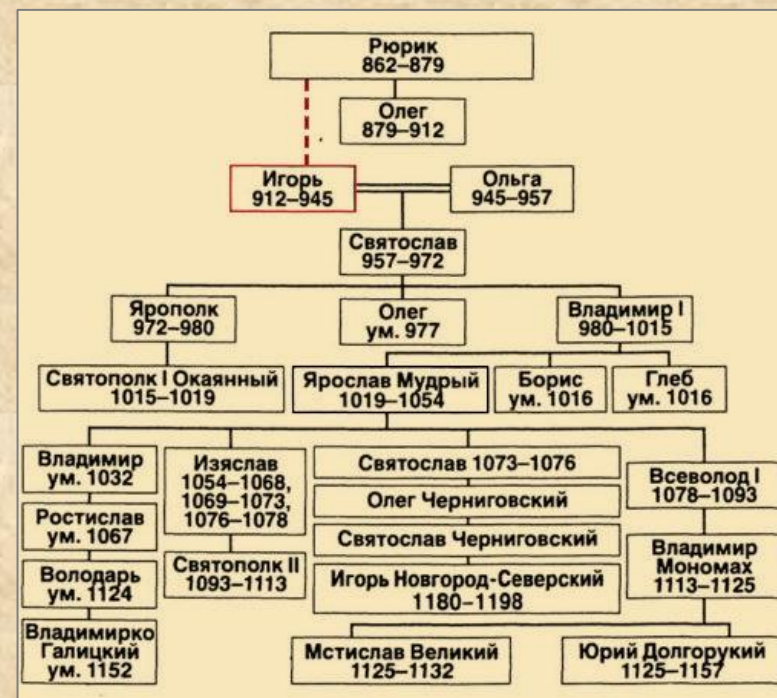 Рюрик
862–879
Олег
879–912
Игорь
912–945
Ольга
945–957
Святослав
957–972
Ярополк
972–980
Олег
ум. 977
Владимир I
980–1015
Святополк I Окаянный
1015–1019
Ярослав Мудрый
1019–1054
Борис
ум. 1016
Глеб
ум. 1016
Владимир
ум. 1032
Ростислав
ум. 1067
Володарь
ум. 1124
Владимирко
Галицкий
ум. 1152
Изяслав
1054–1068,
1069–1073,
1076–1078
Святополк II
1093–1113
Святослав 1073–1076
Олег Черниговский
Святослав Черниговский
Игорь Новгород-Северский
1180–1198
Всеволод I
1078–1093
Владимир
Мономах
1113–1125
Мстислав Великий
1125–1132
Юрий Долгорукий
1125–1157